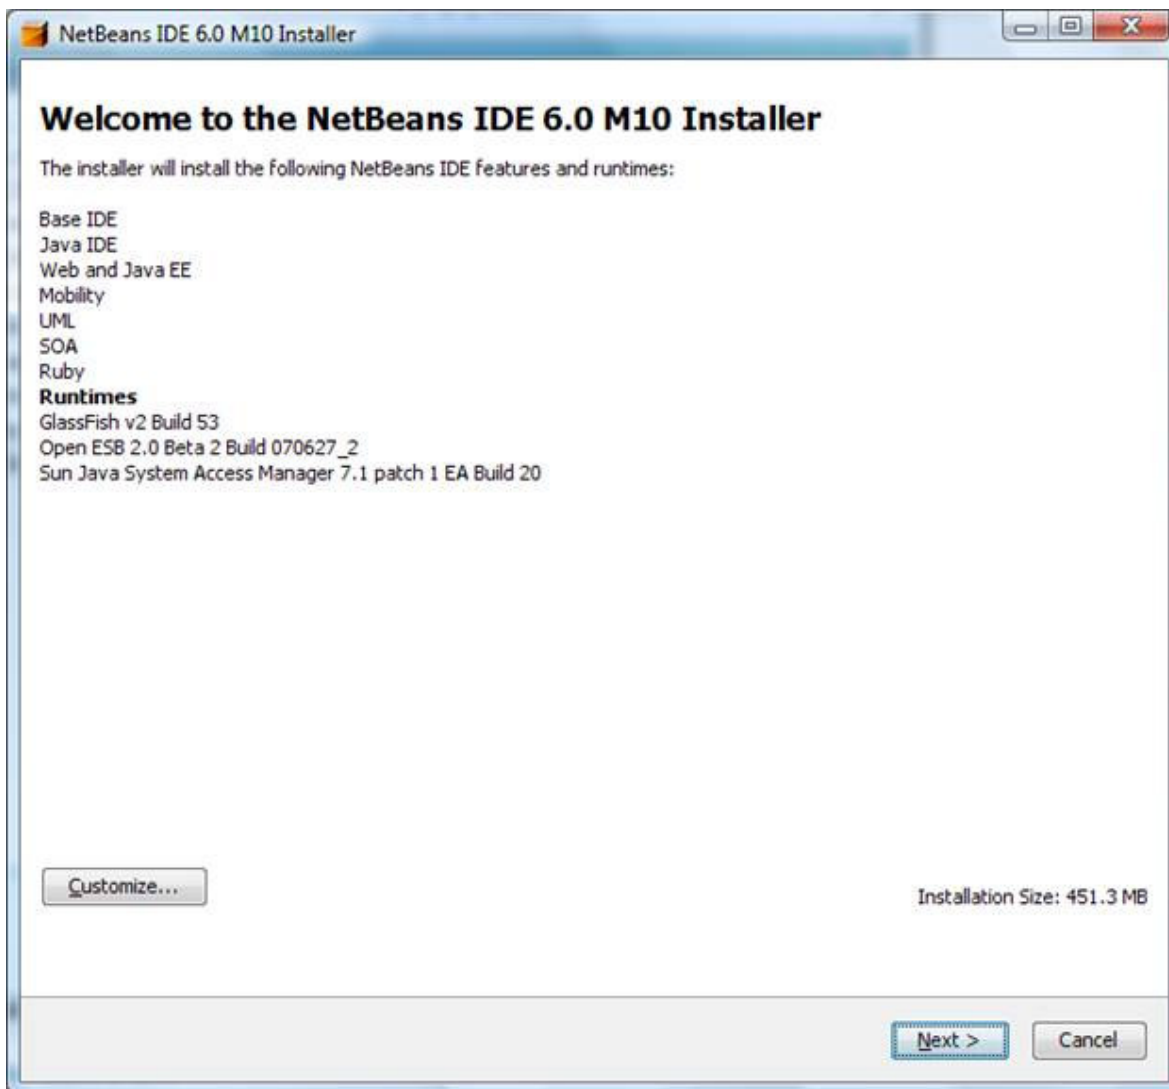 NetBeans IDE 6.0 M10 Installer
Welcome to the NetBeans IDE 6.0 M10 Installer
The installer will install the following NetBeans IDE features and runtimes:
Base IDE
Java IDE
Web and Java EE
Mobility
UML
SOA
Ruby
Runtimes
GlassFish v2 Build 53
Open ESB 2.0 Beta 2 Build 070627_2
Sun Java System Access Manager 7.1 patch 1 EA Build 20
Customize...
Installation Size: 451.3 MB
Next >
Cancel